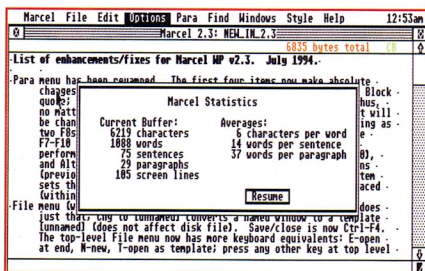 Marcel File Edit Options Para Find Windows Style Help 12:53am
Marcel 2.3: NEW_IN_2.3
6835 bytes total CB
List of enhancements/fixes for Marcel WP v2.3. July 1994.
Para menu has been revamped. The first four items now make absolute
changes Block
quote; thus,
no matt t will
be chan ing as
two F8s e
F7-F10
perform 0),
and Alt ns
(previo tem
sets th aced
(within
File menu (w does
just that; Chg to [unnamed] converts a named window to a template
[unnamed] (does not affect disk file). Save/close is now Ctrl-F4.
The top-level File menu now has more keyboard equivalents: E-open
at end, N-new, T-open as template; press any other key at top level
Marcel Statistics
Current Buffer: Averages:
6219 characters 6 characters per word
1088 words 14 words per sentence
75 sentences 37 words per paragraph
29 paragraphs
105 screen lines
Resume